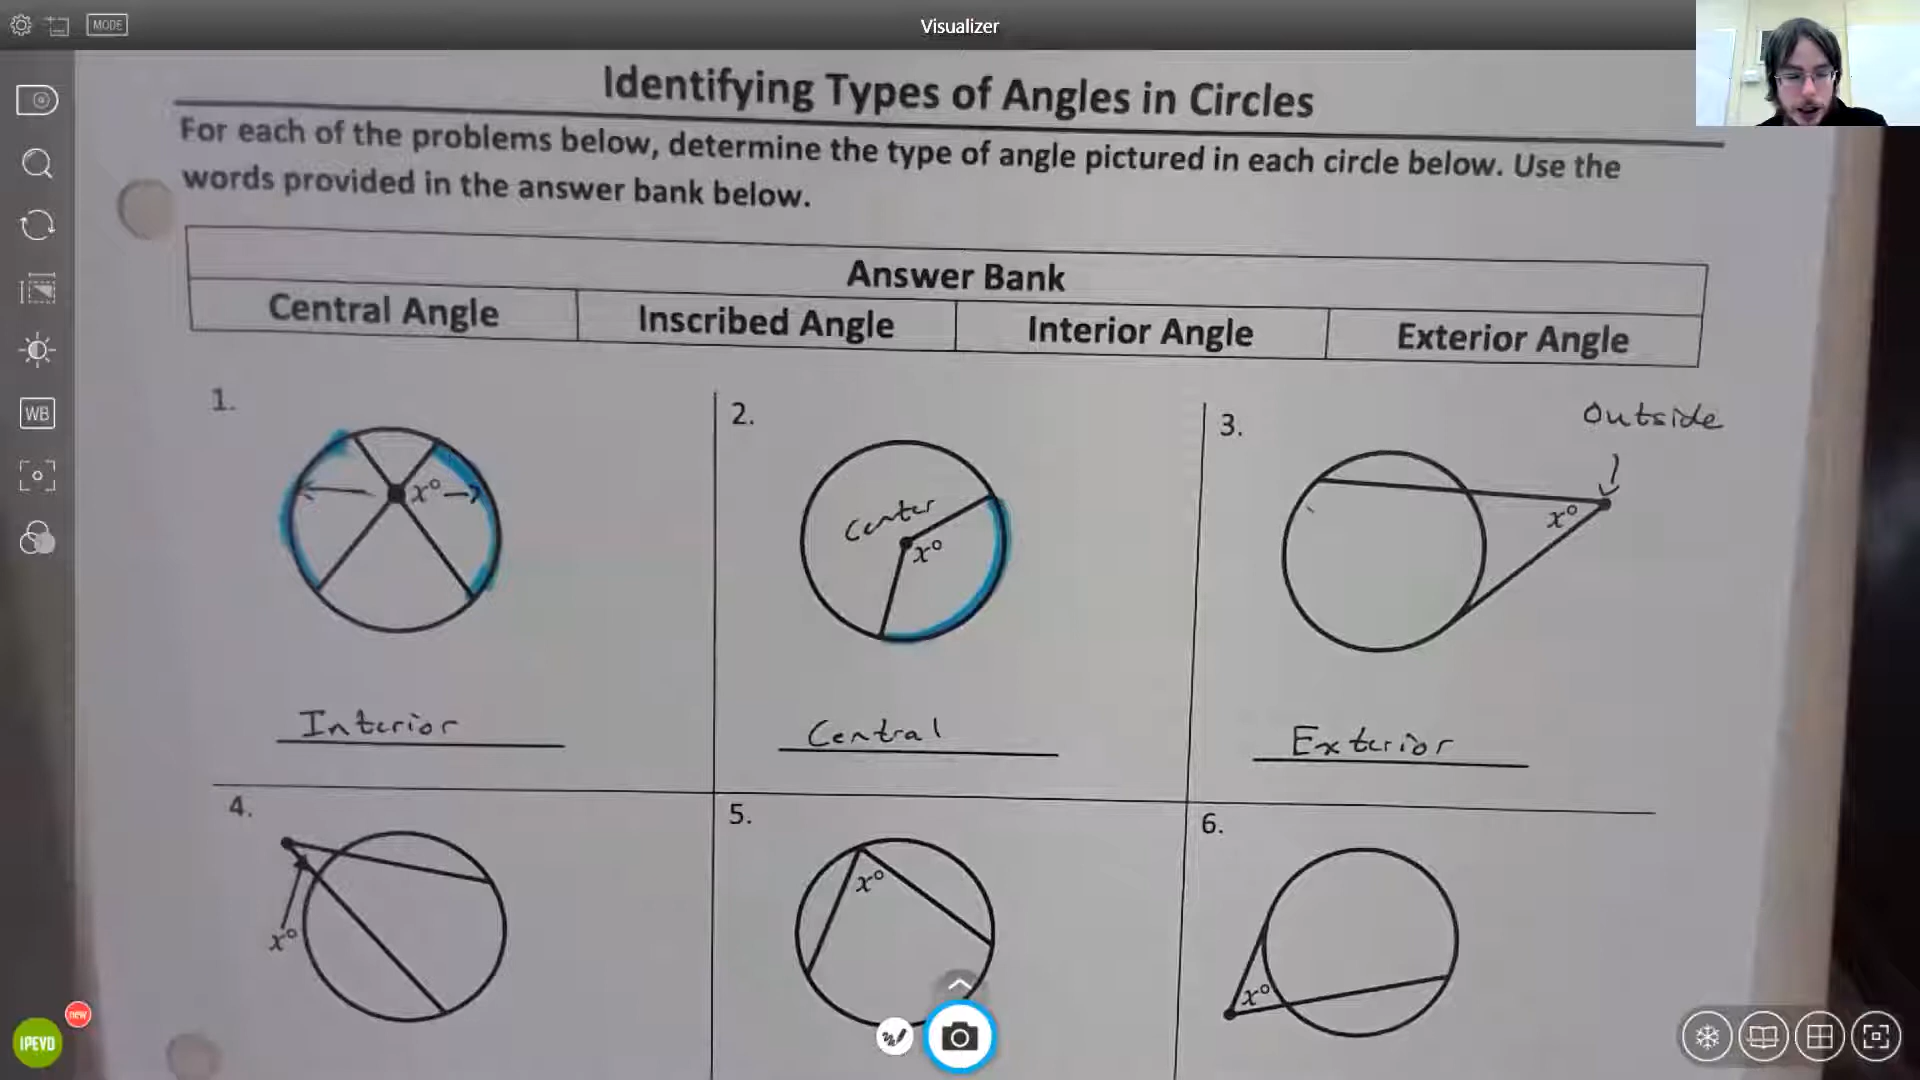 MODE
Visualizer
Identifying Types of Angles in Circles
For each of the problems below, determine the type of angle pictured in each circle below. Use the
words provided in the answer bank below.
Answer Bank
Central Angle
Inscribed Angle
Interior Angle
Exterior Angle
1.
x°
Interior
2.
Center
x°
Central
3.
Outside
x°
Exterior
4.
x°
5.
x°
6.
x°
WB
new
IPEVO